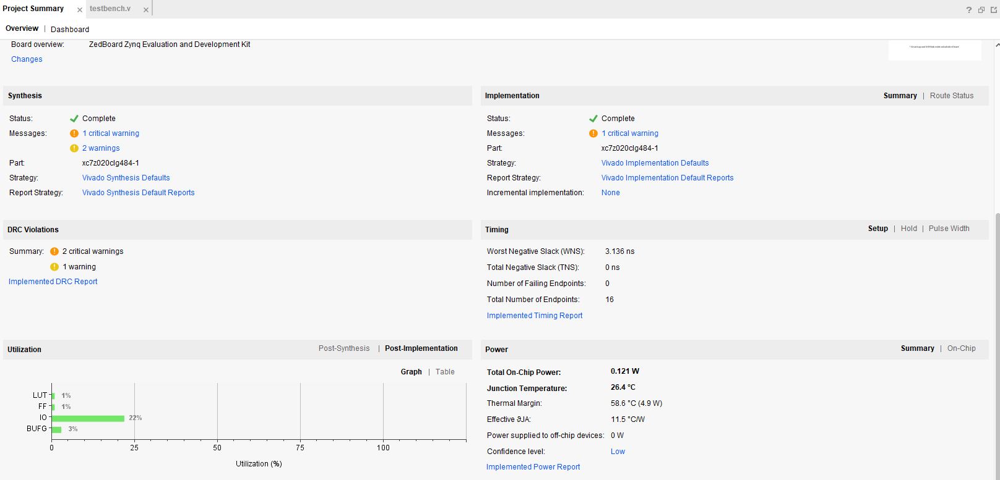 Project Summary × testbench.v × ?
Overview | Dashboard
Board overview: ZedBoard Zynq Evaluation and Development Kit
Changes
Synthesis
Status: Complete
Messages: 1 critical warning
2 warnings
Part: xc7z020clg484-1
Strategy: Vivado Synthesis Defaults
Report Strategy: Vivado Synthesis Default Reports
Implementation Summary | Route Status
Status: Complete
Messages: 1 critical warning
Part: xc7z020clg484-1
Strategy: Vivado Implementation Defaults
Report Strategy: Vivado Implementation Default Reports
Incremental implementation: None
DRC Violations
Summary: 2 critical warnings
1 warning
Implemented DRC Report
Timing Setup | Hold | Pulse Width
Worst Negative Slack (WNS): 3.136 ns
Total Negative Slack (TNS): 0 ns
Number of Failing Endpoints: 0
Total Number of Endpoints: 16
Implemented Timing Report
Utilization Post-Synthesis | Post-Implementation
Graph | Table
LUT 1%
FF 1%
IO 22%
BUFG 3%
0 25 50 75 100
Utilization (%)
Power Summary | On-Chip
Total On-Chip Power: 0.121 W
Junction Temperature: 26.4 °C
Thermal Margin: 58.6 °C (4.9 W)
Effective ϑJA: 11.5 °C/W
Power supplied to off-chip devices: 0 W
Confidence level: Low
Implemented Power Report